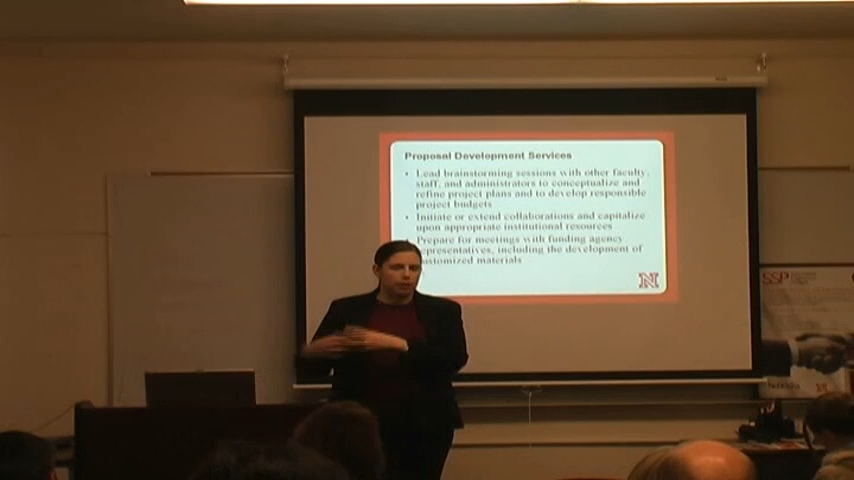 Proposal Development Services
• Lead brainstorming sessions with other faculty,
staff, and administrators to conceptualize and
refine project plans and to develop responsible
project budgets
• Initiate or extend collaborations and capitalize
upon appropriate institutional resources
• Prepare for meetings with funding agency
representatives, including the development of
customized materials
N
SSP